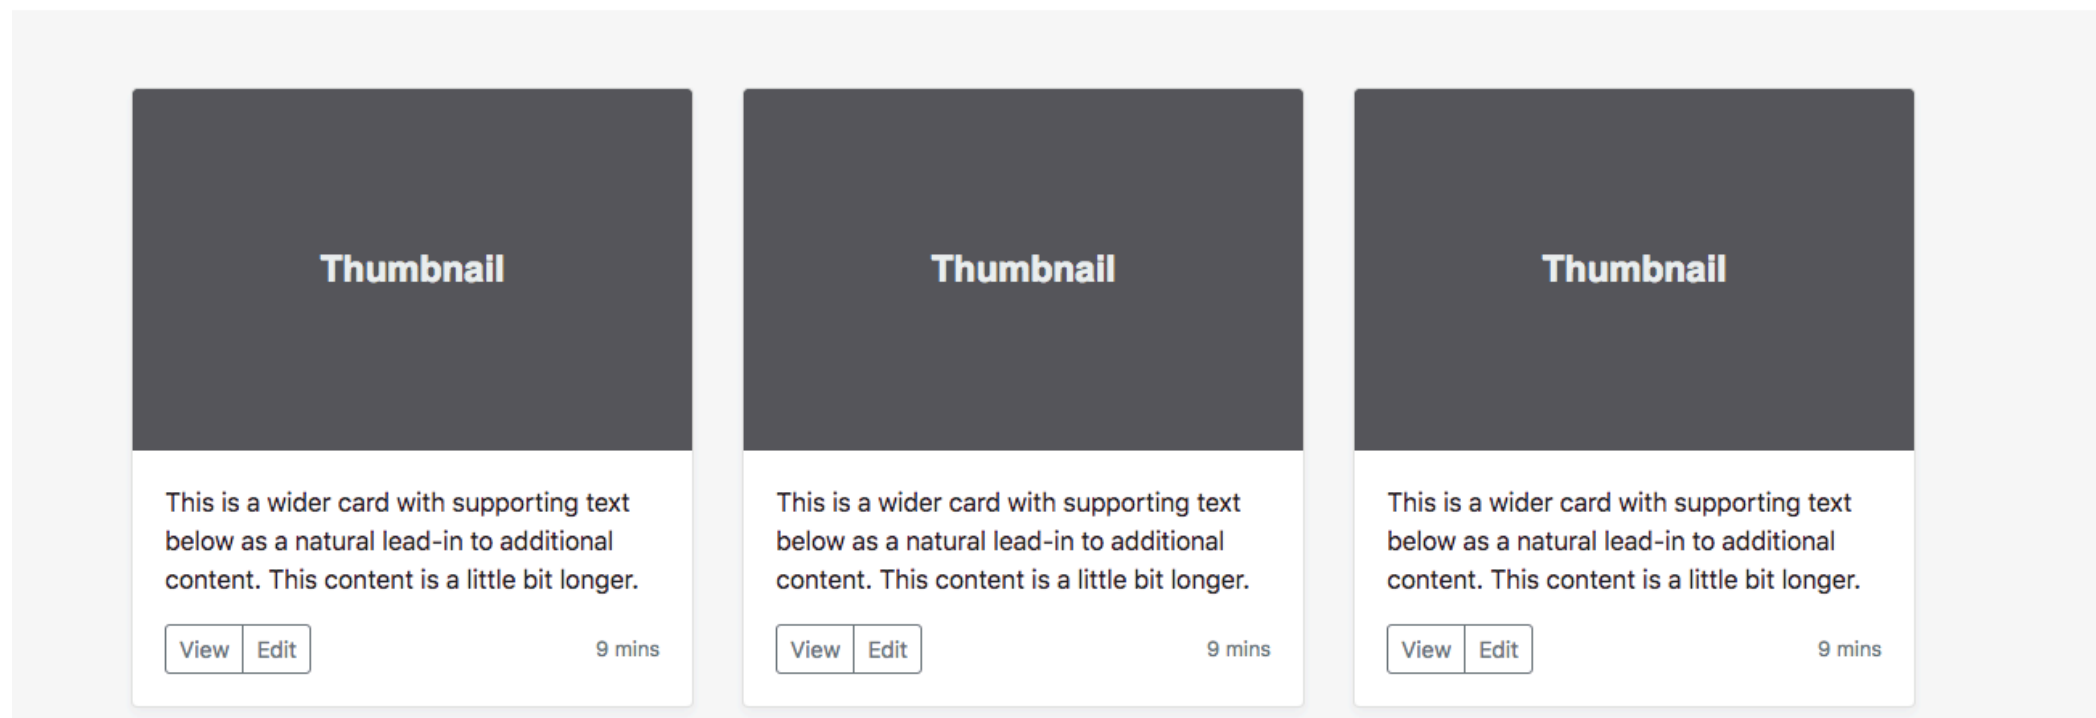 Thumbnail
This is a wider card with supporting text
below as a natural lead-in to additional
content. This content is a little bit longer.
View Edit 9 mins
Thumbnail
This is a wider card with supporting text
below as a natural lead-in to additional
content. This content is a little bit longer.
View Edit 9 mins
Thumbnail
This is a wider card with supporting text
below as a natural lead-in to additional
content. This content is a little bit longer.
View Edit 9 mins